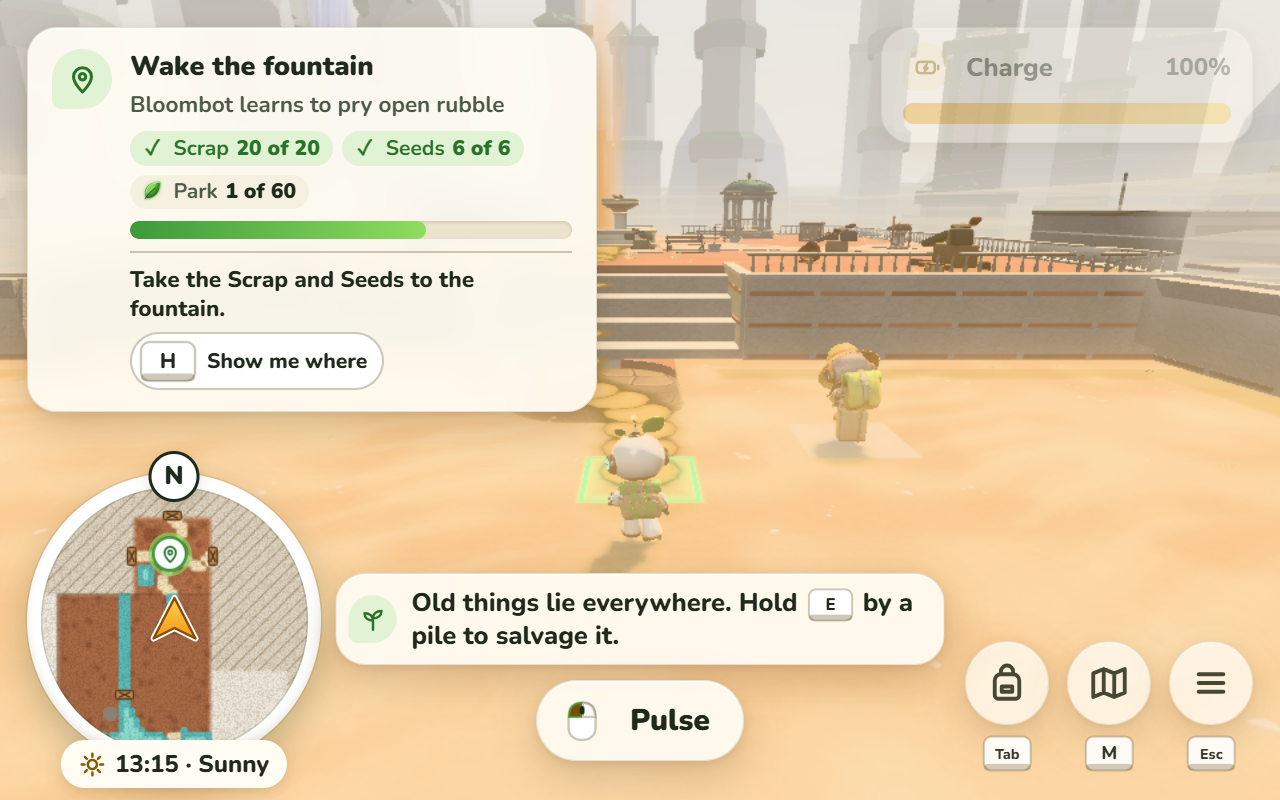 Wake the fountain
Bloombot learns to pry open rubble
Scrap 20 of 20
Seeds 6 of 6
Park 1 of 60
Take the Scrap and Seeds to the
fountain.
H Show me where
Charge 100%
N
13:15 · Sunny
Old things lie everywhere. Hold E by a
pile to salvage it.
Pulse
Tab
M
Esc